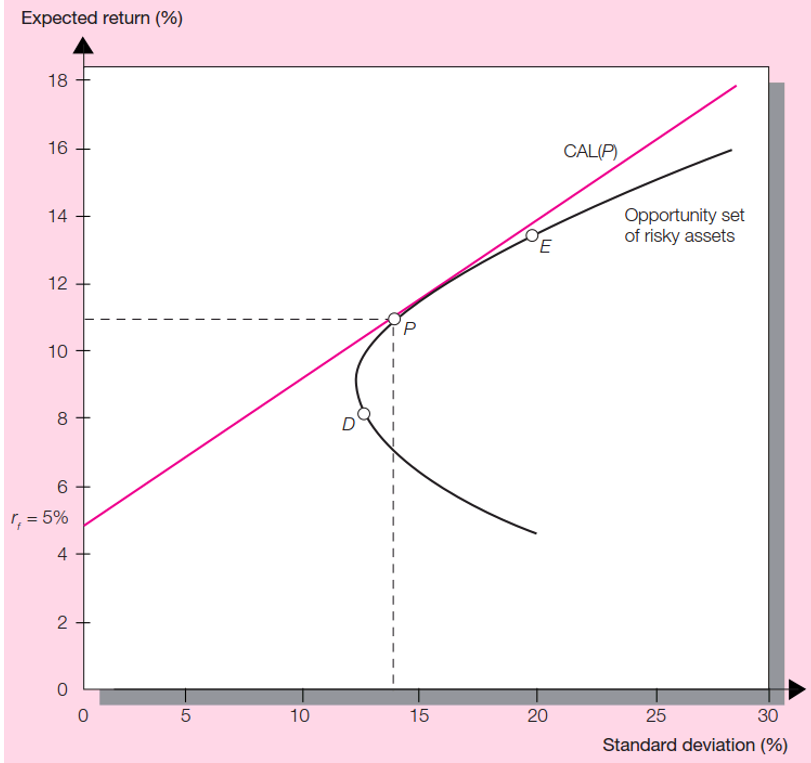 Expected return (%)
18
16
CAL(P)
14
Opportunity set
of risky assets
E
12
P
10
8
D
6
r_f = 5%
4
2
0
0 5 10 15 20 25 30
Standard deviation (%)